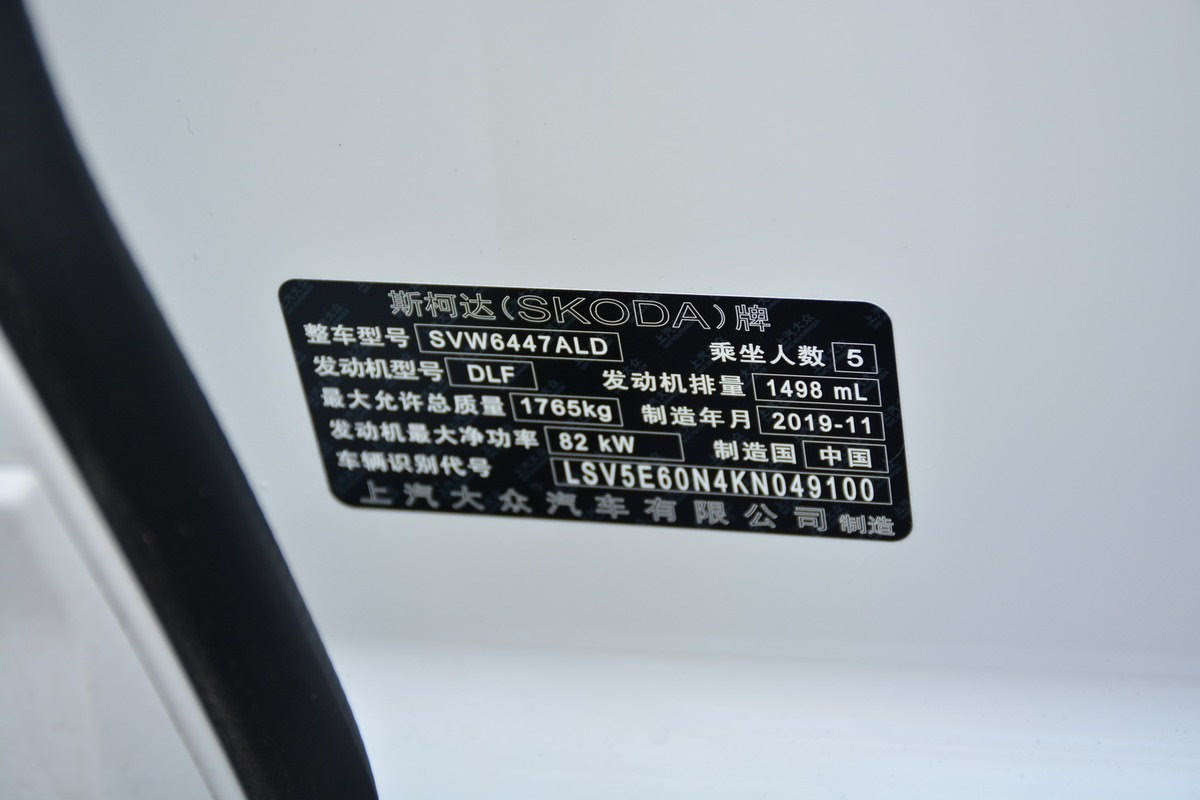 斯柯达(SKODA)牌
整车型号 SVW6447ALD 乘坐人数 5
发动机型号 DLF 发动机排量 1498 mL
最大允许总质量 1765kg 制造年月 2019-11
发动机最大净功率 82 kW 制造国 中国
车辆识别代号 LSV5E60N4KN049100
上汽大众汽车有限公司 制造